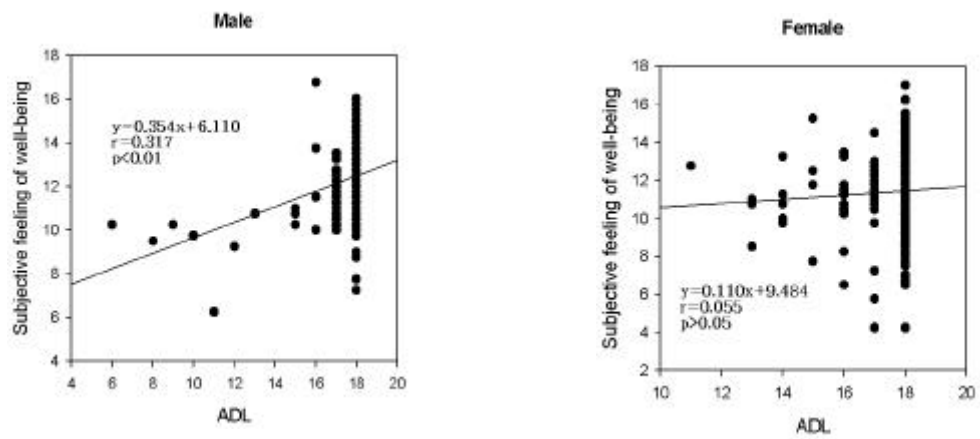 Male
18
16
14
12
10
8
6
4
Subjective feeling of well-being
y=0.354x+6.110
r=0.317
p<0.01
4 6 8 10 12 14 16 18 20
ADL
Female
18
16
14
12
10
8
6
4
2
Subjective feeling of well-being
y=0.110x+9.484
r=0.055
p>0.05
10 12 14 16 18 20
ADL